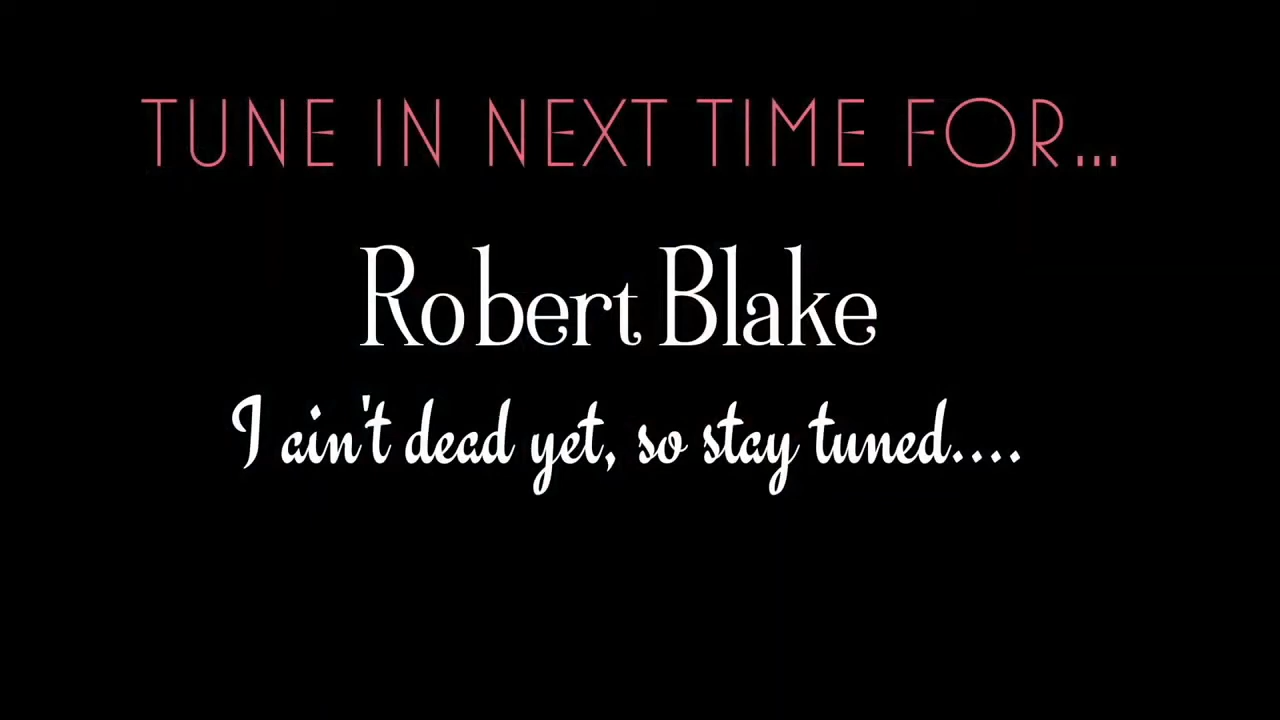 TUNE IN NEXT TIME FOR...
Robert Blake
I ain't dead yet, so stay tuned....